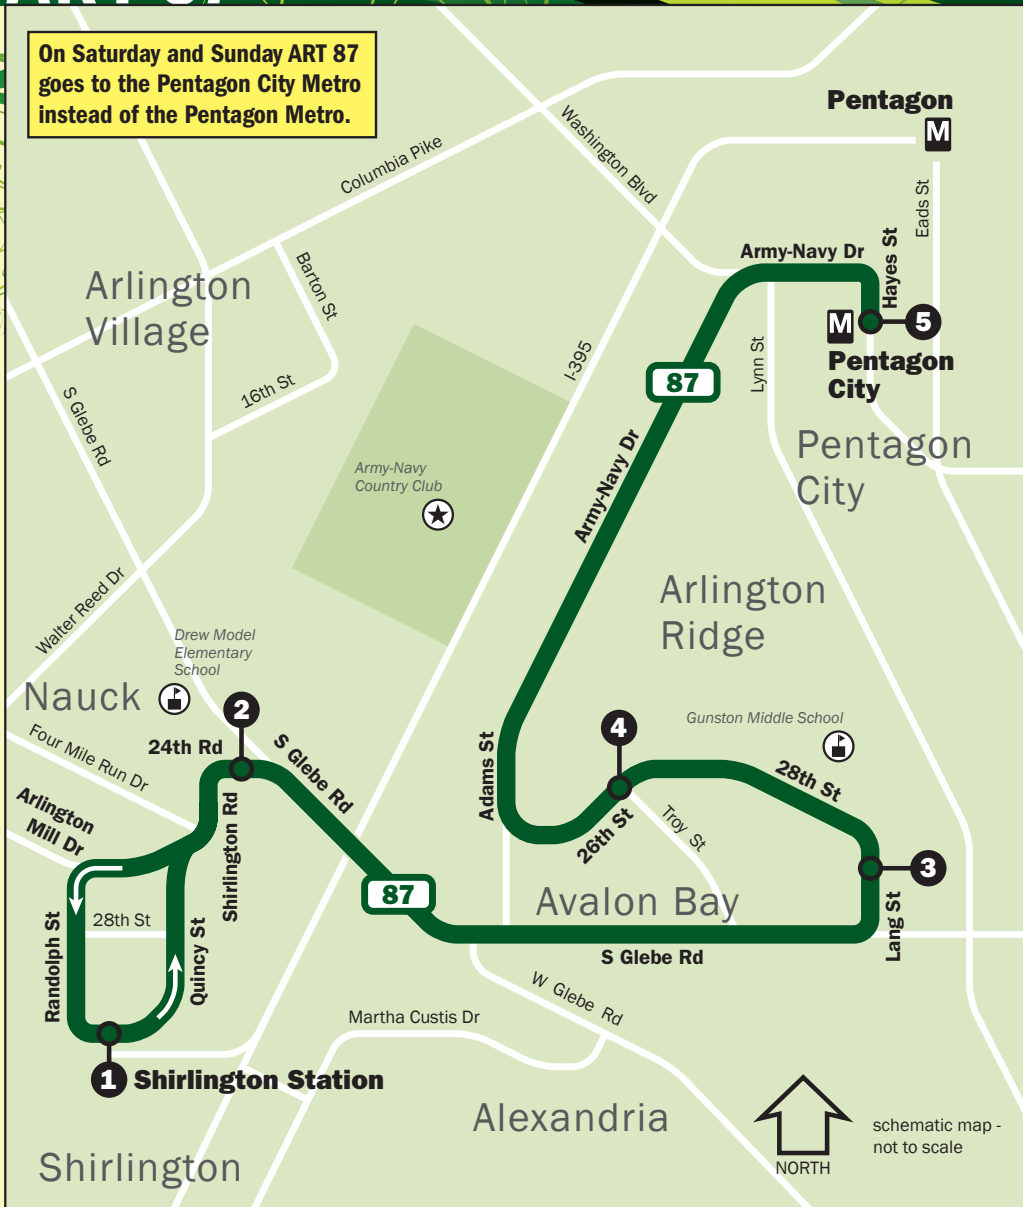 On Saturday and Sunday ART 87
goes to the Pentagon City Metro
instead of the Pentagon Metro.
Pentagon
M
Columbia Pike
Washington Blvd
Eads St
Army-Navy Dr
Hayes St
Barton St
Arlington
Village
M
5
Pentagon
City
I-395
Lynn St
87
16th St
S Glebe Rd
Army-Navy Dr
Pentagon
City
Army-Navy
Country Club
Walter Reed Dr
Arlington
Ridge
Drew Model
Elementary
School
Nauck
2
4
Gunston Middle School
24th Rd
S Glebe Rd
Four Mile Run Dr
Adams St
28th St
Arlington
Mill Dr
Shirlington Rd
26th St
Troy St
3
87
Avalon Bay
28th St
Randolph St
Quincy St
Lang St
S Glebe Rd
W Glebe Rd
Martha Custis Dr
1
Shirlington Station
Alexandria
schematic map -
not to scale
NORTH
Shirlington